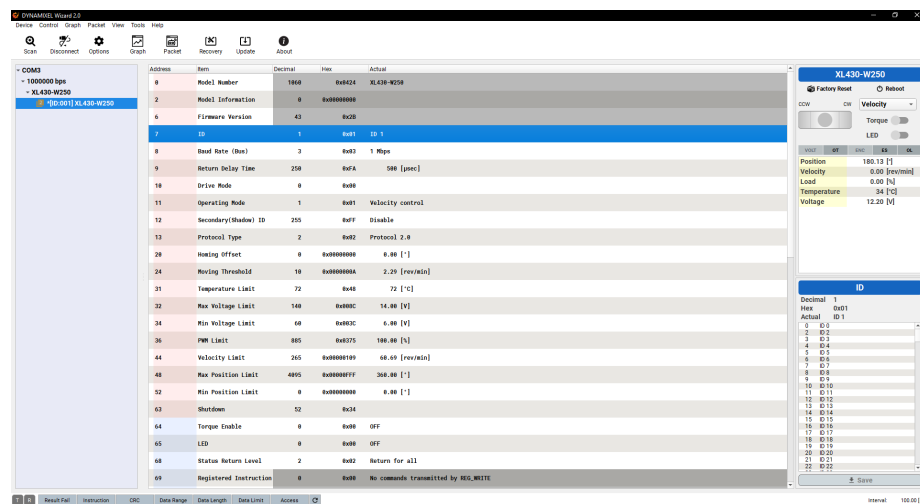 DYNAMIXEL Wizard 2.0
Device Control Graph Packet View Tools Help
Scan Disconnect Options Graph Packet Recovery Update About
COM3
1000000 bps
XL430-W250
*[ID:001] XL430-W250
Address Item Decimal Hex Actual
0 Model Number 1060 0x0424 XL430-W250
2 Model Information 0 0x00000000
6 Firmware Version 43 0x2B
7 ID 1 0x01 ID 1
8 Baud Rate (Bus) 3 0x03 1 Mbps
9 Return Delay Time 250 0xFA 500 [μsec]
10 Drive Mode 0 0x00
11 Operating Mode 1 0x01 Velocity control
12 Secondary(Shadow) ID 255 0xFF Disable
13 Protocol Type 2 0x02 Protocol 2.0
20 Homing Offset 0 0x00000000 0.00 [°]
24 Moving Threshold 10 0x0000000A 2.29 [rev/min]
31 Temperature Limit 72 0x48 72 [°C]
32 Max Voltage Limit 140 0x008C 14.00 [V]
34 Min Voltage Limit 60 0x003C 6.00 [V]
36 PWM Limit 885 0x0375 100.00 [%]
44 Velocity Limit 265 0x00000109 60.69 [rev/min]
48 Max Position Limit 4095 0x00000FFF 360.00 [°]
52 Min Position Limit 0 0x00000000 0.00 [°]
63 Shutdown 52 0x34
64 Torque Enable 0 0x00 OFF
65 LED 0 0x00 OFF
68 Status Return Level 2 0x02 Return for all
69 Registered Instruction 0 0x00 No commands transmitted by REG_WRITE
XL430-W250
Factory Reset Reboot
CCW CW Velocity
Torque
LED
VOLT OT ENC ES OL
Position 180.13 [°]
Velocity 0.00 [rev/min]
Load 0.00 [%]
Temperature 34 [°C]
Voltage 12.20 [V]
ID
Decimal 1
Hex 0x01
Actual ID 1
0 ID 0
2 ID 2
3 ID 3
4 ID 4
5 ID 5
6 ID 6
7 ID 7
8 ID 8
9 ID 9
10 ID 10
11 ID 11
12 ID 12
13 ID 13
14 ID 14
15 ID 15
16 ID 16
17 ID 17
18 ID 18
19 ID 19
20 ID 20
21 ID 21
22 ID 22
Save
T R Result Fail Instruction CRC Data Range Data Length Data Limit Access Interval: 100.00